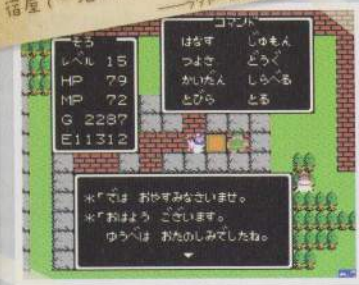 宿屋(
そろ
レベル 15
HP 79
MP 72
G 2287
E11312
コマンド
はなす じゅもん
つよさ どうぐ
かいだん しらべる
とびら とる
＊「では おやすみなさいませ。
＊「おはよう ございます。
ゆうべは おたのしみでしたね。